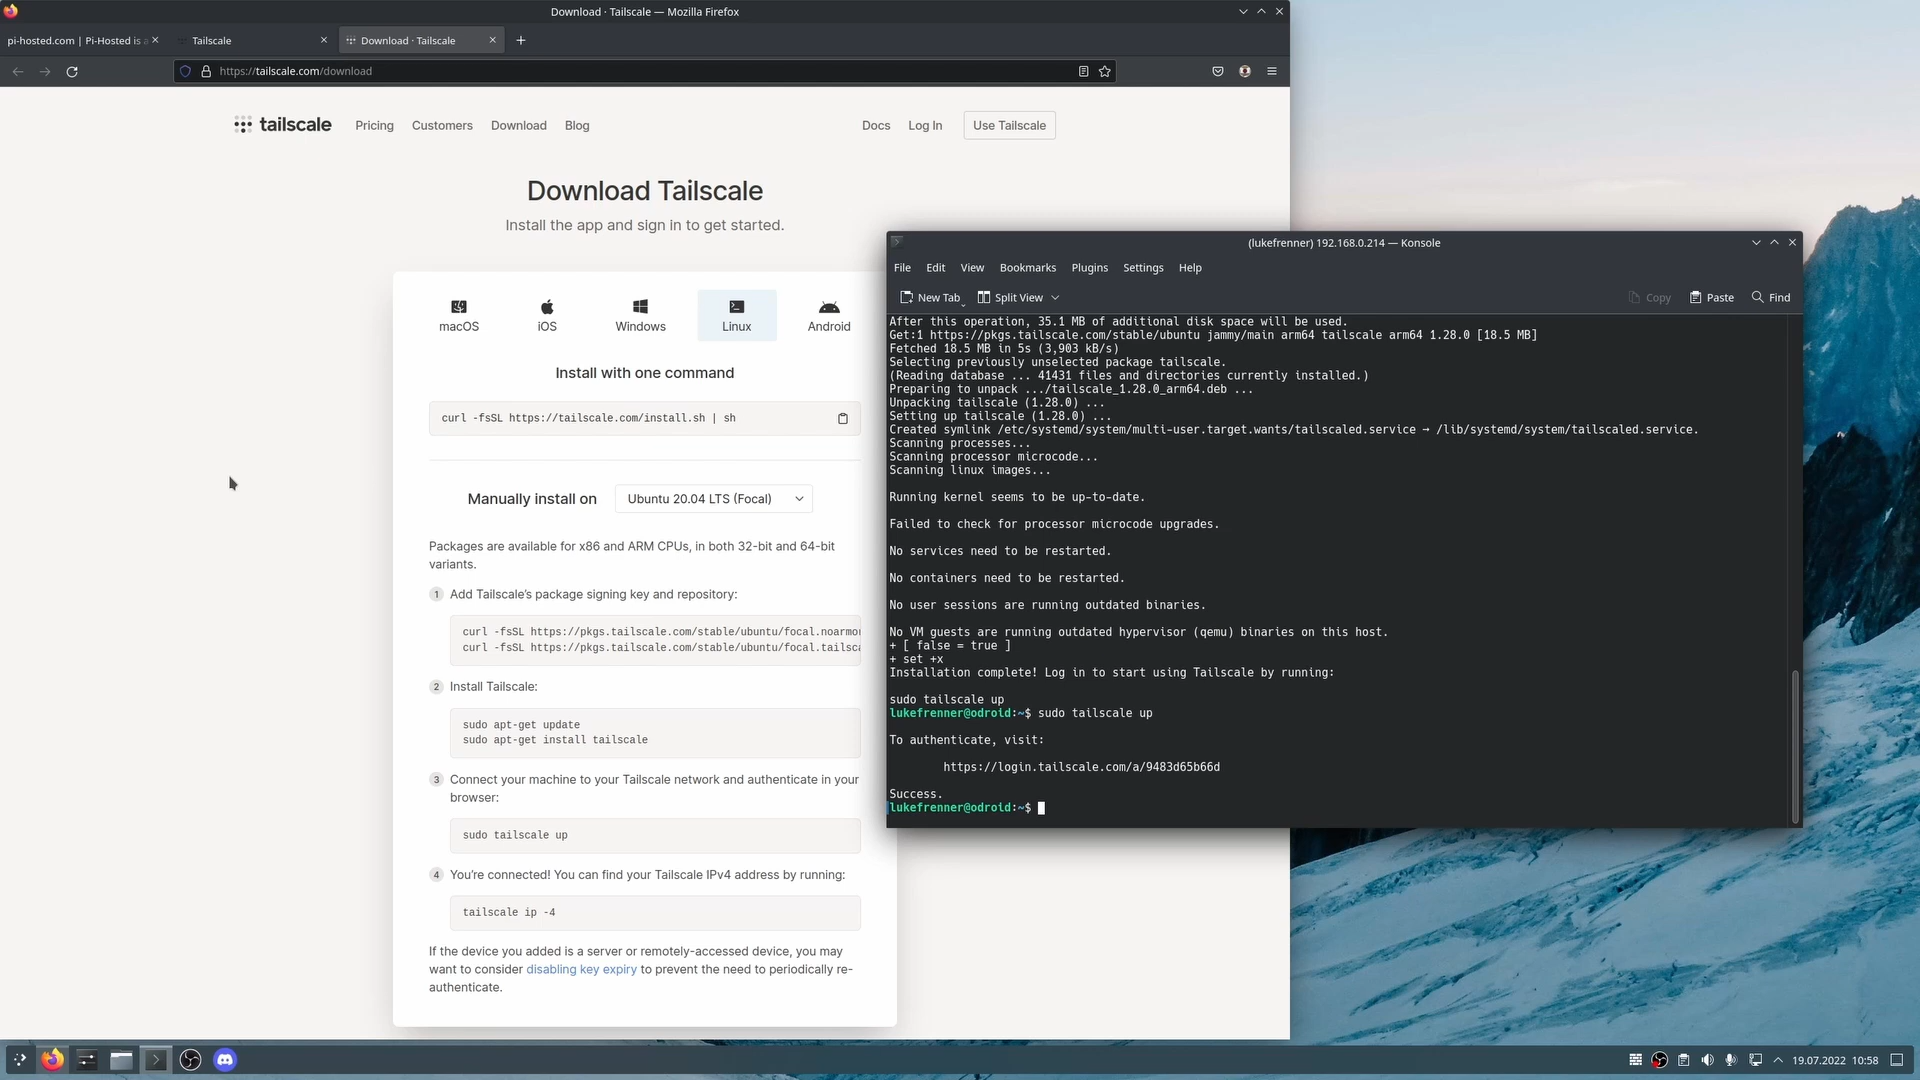 Download · Tailscale — Mozilla Firefox
pi-hosted.com | Pi-Hosted is
Tailscale
Download · Tailscale
https://tailscale.com/download
tailscale
Pricing
Customers
Download
Blog
Docs
Log In
Use Tailscale
Download Tailscale
Install the app and sign in to get started.
macOS
iOS
Windows
Linux
Android
Install with one command
curl -fsSL https://tailscale.com/install.sh | sh
Manually install on
Ubuntu 20.04 LTS (Focal)
Packages are available for x86 and ARM CPUs, in both 32-bit and 64-bit
variants.
1 Add Tailscale’s package signing key and repository:
curl -fsSL https://pkgs.tailscale.com/stable/ubuntu/focal.noarmo
curl -fsSL https://pkgs.tailscale.com/stable/ubuntu/focal.tailsca
2 Install Tailscale:
sudo apt-get update
sudo apt-get install tailscale
3 Connect your machine to your Tailscale network and authenticate in your
browser:
sudo tailscale up
4 You’re connected! You can find your Tailscale IPv4 address by running:
tailscale ip -4
If the device you added is a server or remotely-accessed device, you may
want to consider disabling key expiry to prevent the need to periodically re-
authenticate.
(lukefrenner) 192.168.0.214 — Konsole
File Edit View Bookmarks Plugins Settings Help
New Tab
Split View
Copy
Paste
Find
After this operation, 35.1 MB of additional disk space will be used.
Get:1 https://pkgs.tailscale.com/stable/ubuntu jammy/main arm64 tailscale arm64 1.28.0 [18.5 MB]
Fetched 18.5 MB in 5s (3,903 kB/s)
Selecting previously unselected package tailscale.
(Reading database ... 41431 files and directories currently installed.)
Preparing to unpack .../tailscale_1.28.0_arm64.deb ...
Unpacking tailscale (1.28.0) ...
Setting up tailscale (1.28.0) ...
Created symlink /etc/systemd/system/multi-user.target.wants/tailscaled.service → /lib/systemd/system/tailscaled.service.
Scanning processes...
Scanning processor microcode...
Scanning linux images...
Running kernel seems to be up-to-date.
Failed to check for processor microcode upgrades.
No services need to be restarted.
No containers need to be restarted.
No user sessions are running outdated binaries.
No VM guests are running outdated hypervisor (qemu) binaries on this host.
+ [ false = true ]
+ set +x
Installation complete! Log in to start using Tailscale by running:
sudo tailscale up
lukefrenner@odroid:~$ sudo tailscale up
To authenticate, visit:
https://login.tailscale.com/a/9483d65b66d
Success.
lukefrenner@odroid:~$
19.07.2022 10:58